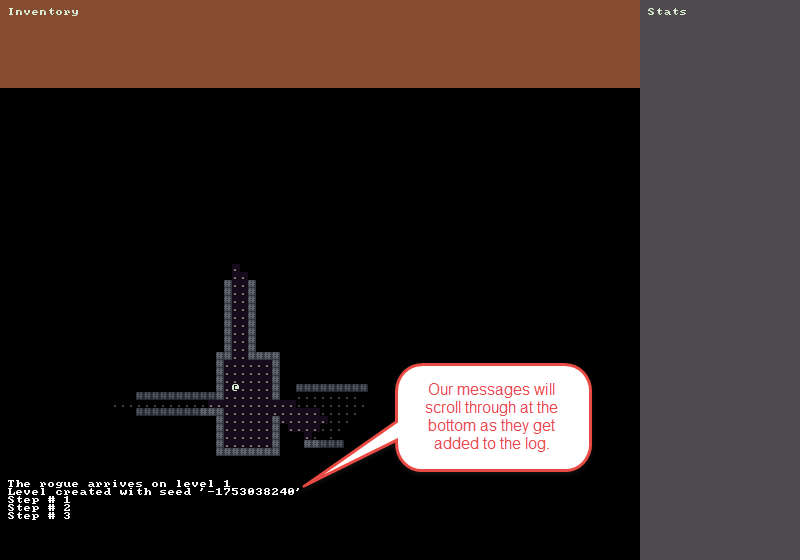 Inventory
Stats
@
Our messages will
scroll through at the
bottom as they get
added to the log.
The rogue arrives on level 1
Level created with seed '-1753038240'
Step # 1
Step # 2
Step # 3